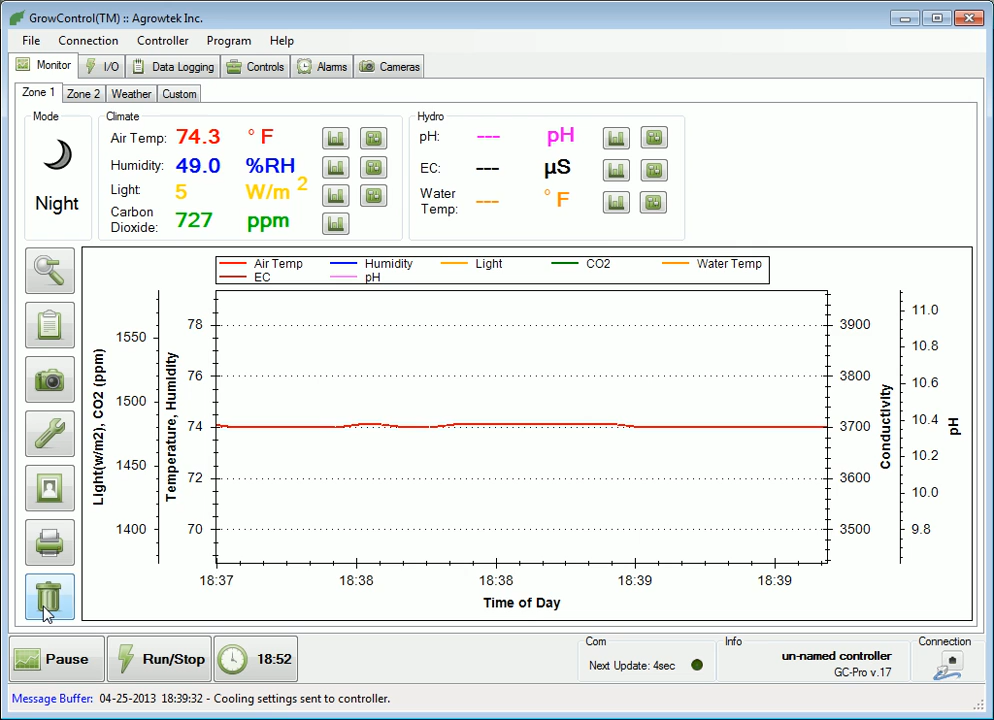 GrowControl(TM) :: Agrowtek Inc.
File Connection Controller Program Help
Monitor I/O Data Logging Controls Alarms Cameras
Zone 1 Zone 2 Weather Custom
Mode
Night
Climate
Air Temp: 74.3 ° F
Humidity: 49.0 %RH
Light: 5 W/m 2
Carbon
Dioxide: 727 ppm
Hydro
pH: --- pH
EC: --- µS
Water
Temp: --- ° F
Air Temp Humidity Light CO2 Water Temp
EC pH
Light(w/m2), CO2 (ppm)
1550
1500
1450
1400
Temperature, Humidity
78
76
74
72
70
3900
3800
3700
3600
3500
Conductivity
11.0
10.8
10.6
10.4
10.2
10.0
9.8
pH
18:37 18:38 18:38 18:39 18:39
Time of Day
Pause Run/Stop 18:52
Com
Next Update: 4sec
Info
un-named controller
GC-Pro v.17
Connection
Message Buffer: 04-25-2013 18:39:32 - Cooling settings sent to controller.